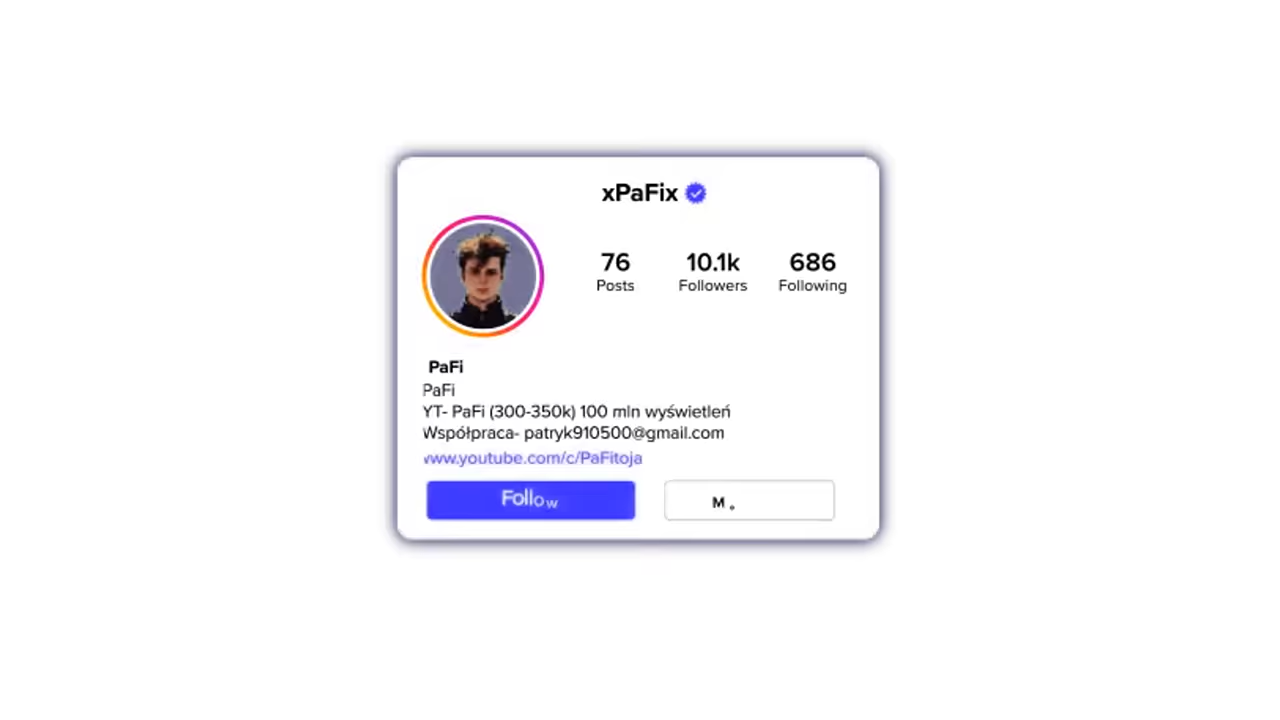 xPaFix
76 10.1k 686
Posts Followers Following
PaFi
PaFi
YT- PaFi (300-350k) 100 mln wyświetleń
Współpraca- patryk910500@gmail.com
www.youtube.com/c/PaFitoja
Follow M